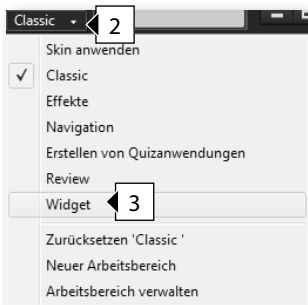 Classic 2
Skin anwenden
Classic
Effekte
Navigation
Erstellen von Quizanwendungen
Review
Widget 3
Zurücksetzen 'Classic '
Neuer Arbeitsbereich
Arbeitsbereich verwalten